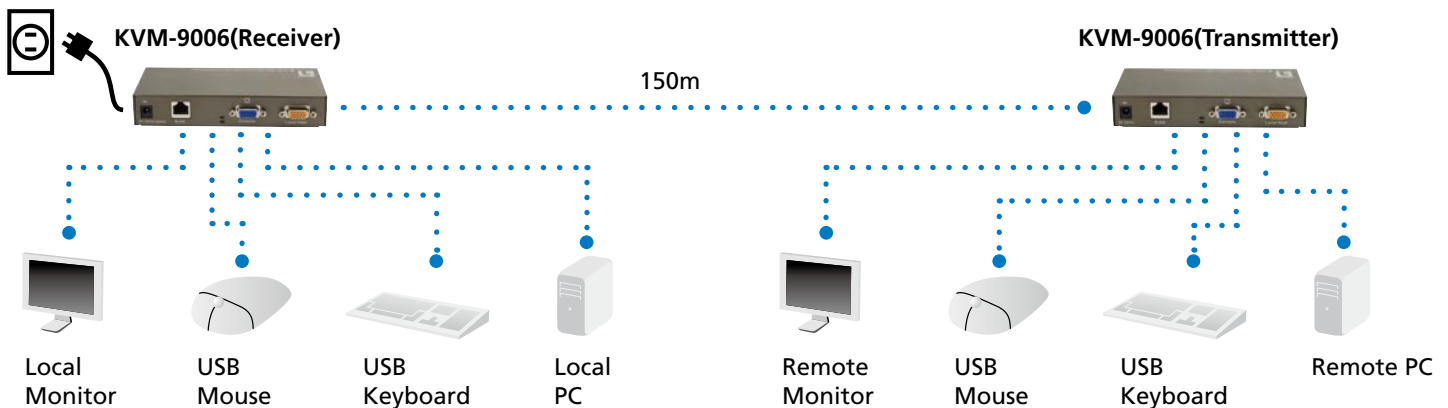 KVM-9006(Receiver)
KVM-9006(Transmitter)
150m
Local
Monitor
USB
Mouse
USB
Keyboard
Local
PC
Remote
Monitor
USB
Mouse
USB
Keyboard
Remote PC